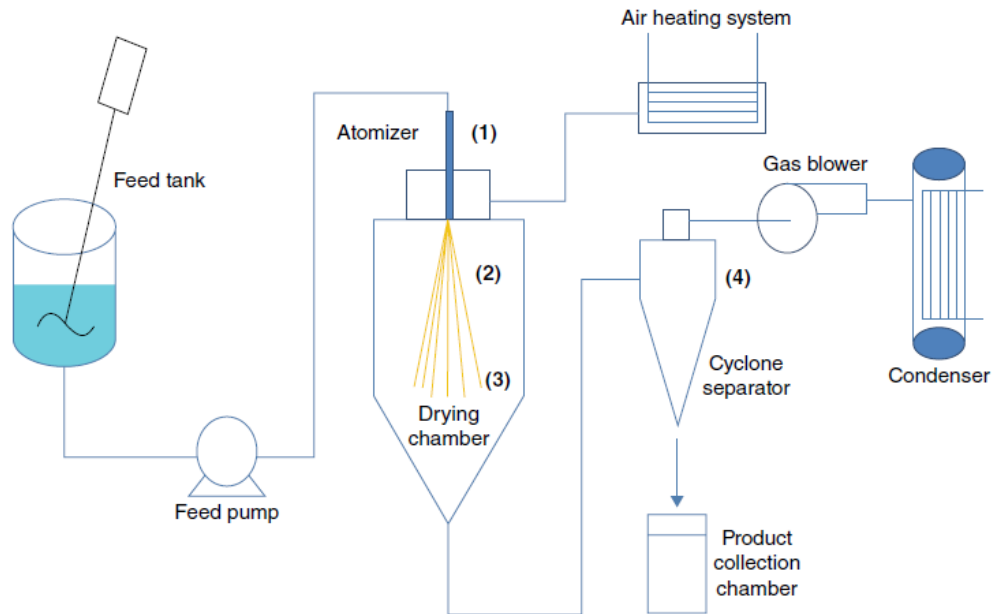 Air heating system
Atomizer
(1)
Feed tank
Gas blower
(2)
(4)
(3)
Cyclone
separator
Condenser
Drying
chamber
Feed pump
Product
collection
chamber